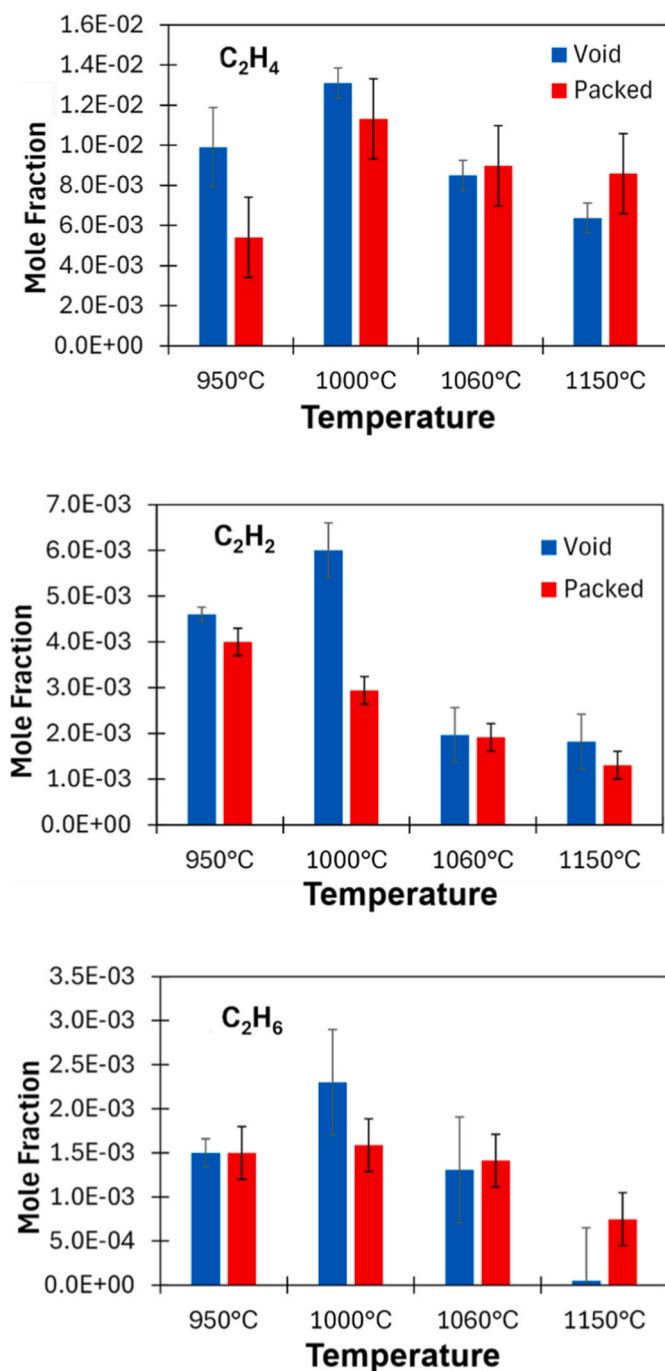 1.6E-02
1.4E-02
1.2E-02
1.0E-02
8.0E-03
6.0E-03
4.0E-03
2.0E-03
0.0E+00
Mole Fraction
C₂H₄
Void
Packed
950°C 1000°C 1060°C 1150°C
Temperature
7.0E-03
6.0E-03
5.0E-03
4.0E-03
3.0E-03
2.0E-03
1.0E-03
0.0E+00
Mole Fraction
C₂H₂
Void
Packed
950°C 1000°C 1060°C 1150°C
Temperature
3.5E-03
3.0E-03
2.5E-03
2.0E-03
1.5E-03
1.0E-03
5.0E-04
0.0E+00
Mole Fraction
C₂H₆
950°C 1000°C 1060°C 1150°C
Temperature